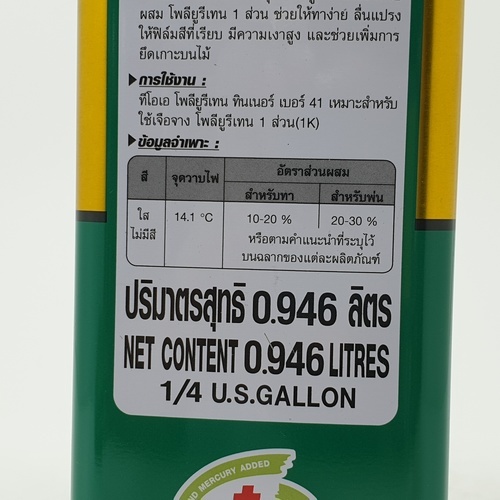 ผสม โพลียูรีเทน 1 ส่วน ช่วยให้ทาง่าย ลื่นแปรง
ให้ฟิล์มสีที่เรียบ มีความเงาสูง และช่วยเพิ่มการ
ยึดเกาะบนไม้
การใช้งาน :
ทีโอเอ โพลียูรีเทน ทินเนอร์ เบอร์ 41 เหมาะสำหรับ
ใช้เจือจาง โพลียูรีเทน 1 ส่วน(1K)
ข้อมูลจำเพาะ :
สี จุดวาบไฟ อัตราส่วนผสม
สำหรับทา สำหรับพ่น
ใส 14.1 °C 10-20 % 20-30 %
ไม่มีสี หรือตามคำแนะนำที่ระบุไว้
บนฉลากของแต่ละผลิตภัณฑ์
ปริมาตรสุทธิ 0.946 ลิตร
NET CONTENT 0.946 LITRES
1/4 U.S.GALLON
ND MERCURY ADDED